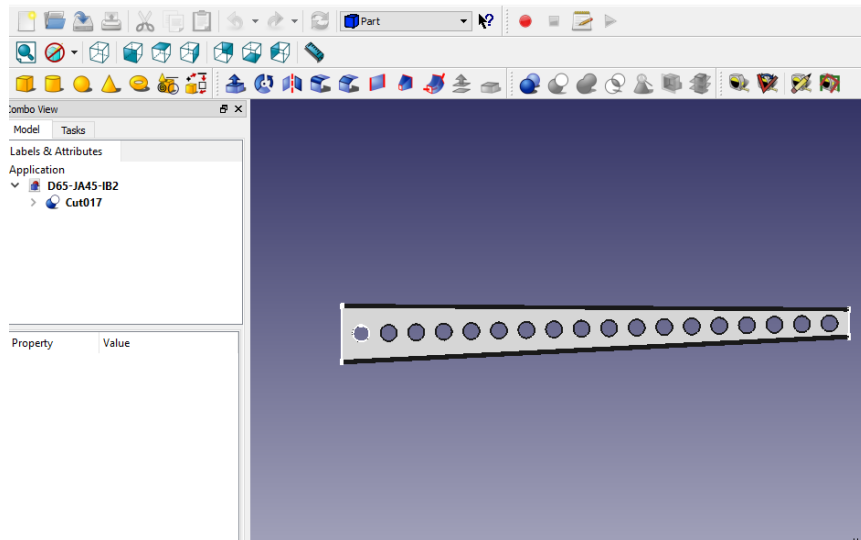 Part
Combo View
Model Tasks
Labels & Attributes
Application
D65-JA45-IB2
Cut017
Property Value